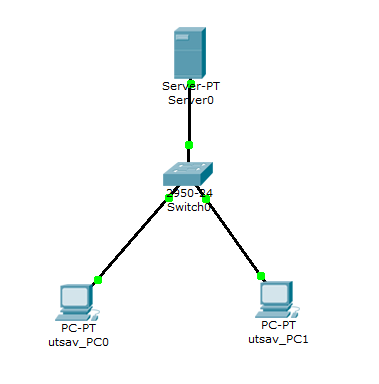 Server-PT
Server0
2950-24
Switch0
PC-PT
utsav_PC0
PC-PT
utsav_PC1